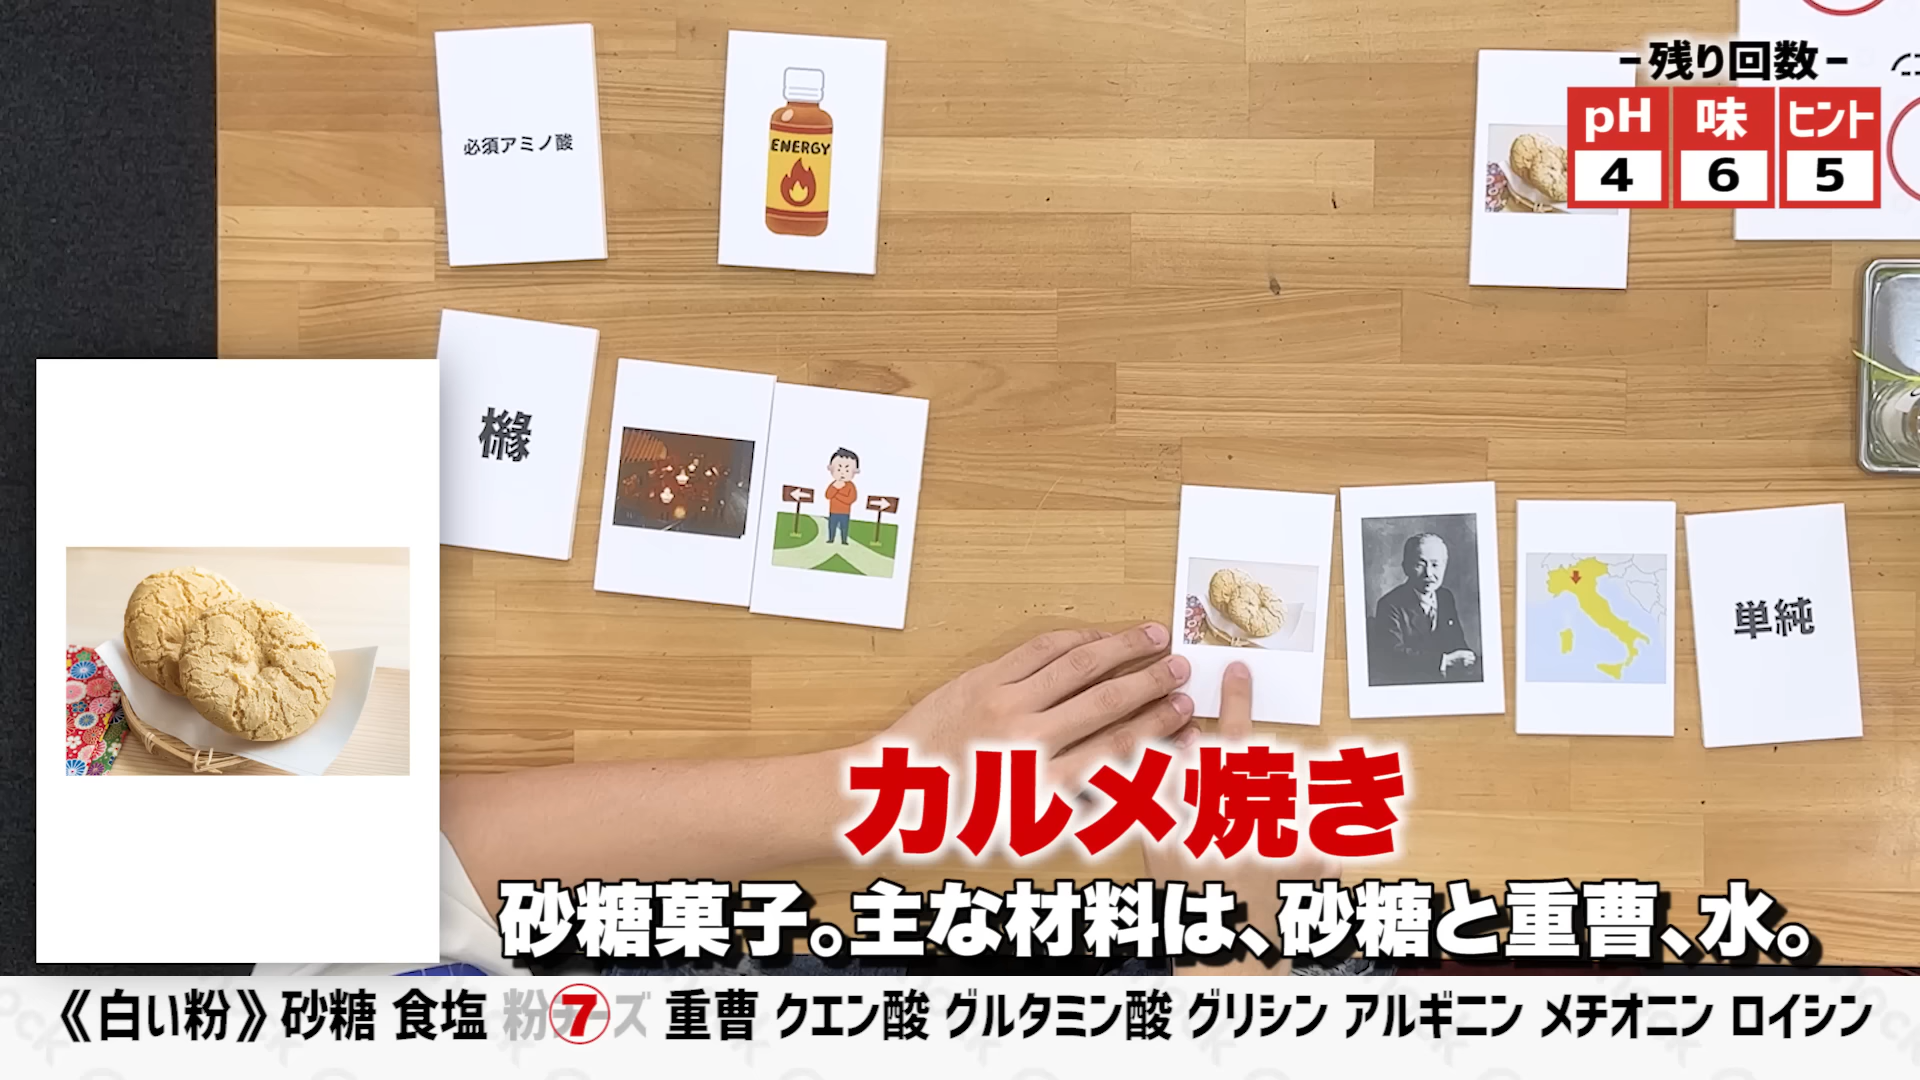 必須アミノ酸
ENERGY
櫞
単純
-残り回数-
pH 味 ヒント
4 6 5
カルメ焼き
砂糖菓子。主な材料は、砂糖と重曹、水。
《白い粉》砂糖 食塩 粉チーズ ⑦ 重曹 クエン酸 グルタミン酸 グリシン アルギニン メチオニン ロイシン